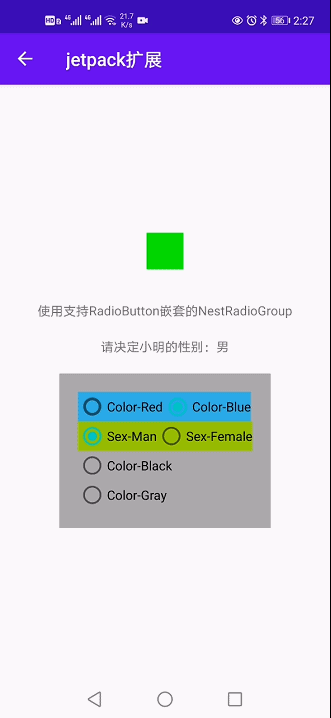 HD 4G 4G 21.7 K/s 56 2:27
jetpack扩展
使用支持RadioButton嵌套的NestRadioGroup
请决定小明的性别：男
Color-Red Color-Blue
Sex-Man Sex-Female
Color-Black
Color-Gray